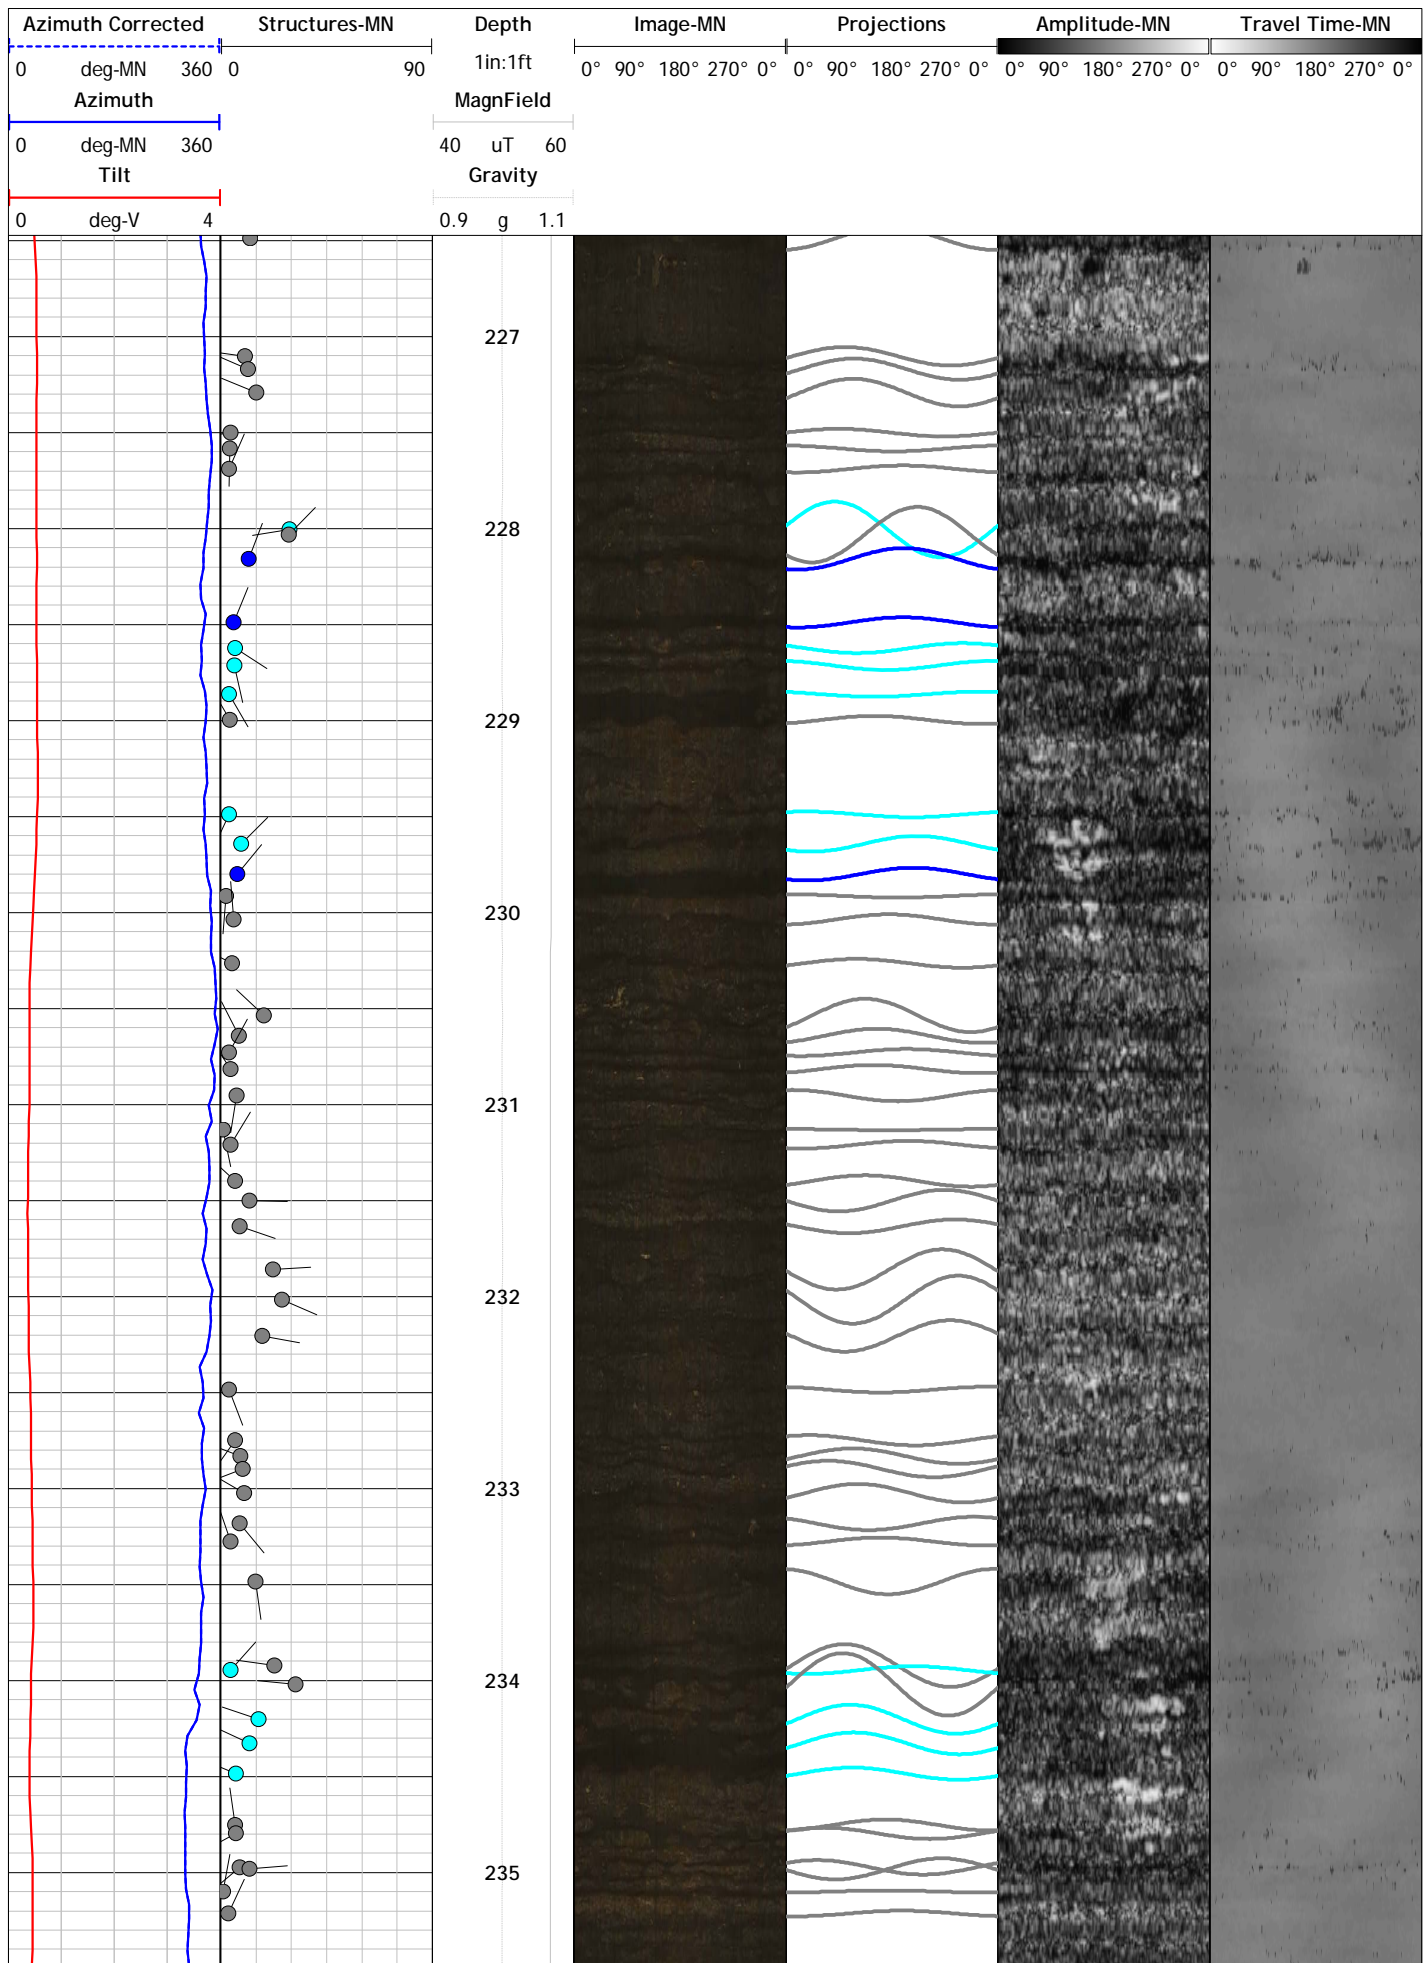 Azimuth Corrected Structures-MN Depth Image-MN Projections Amplitude-MN Travel Time-MN
1in:1ft
0 deg-MN 360 0 90 0° 90° 180° 270° 0° 0° 90° 180° 270° 0° 0° 90° 180° 270° 0° 0° 90° 180° 270° 0°
Azimuth MagnField
0 deg-MN 360 40 uT 60
Tilt Gravity
0 deg-V 4 0.9 g 1.1
227
228
229
230
231
232
233
234
235